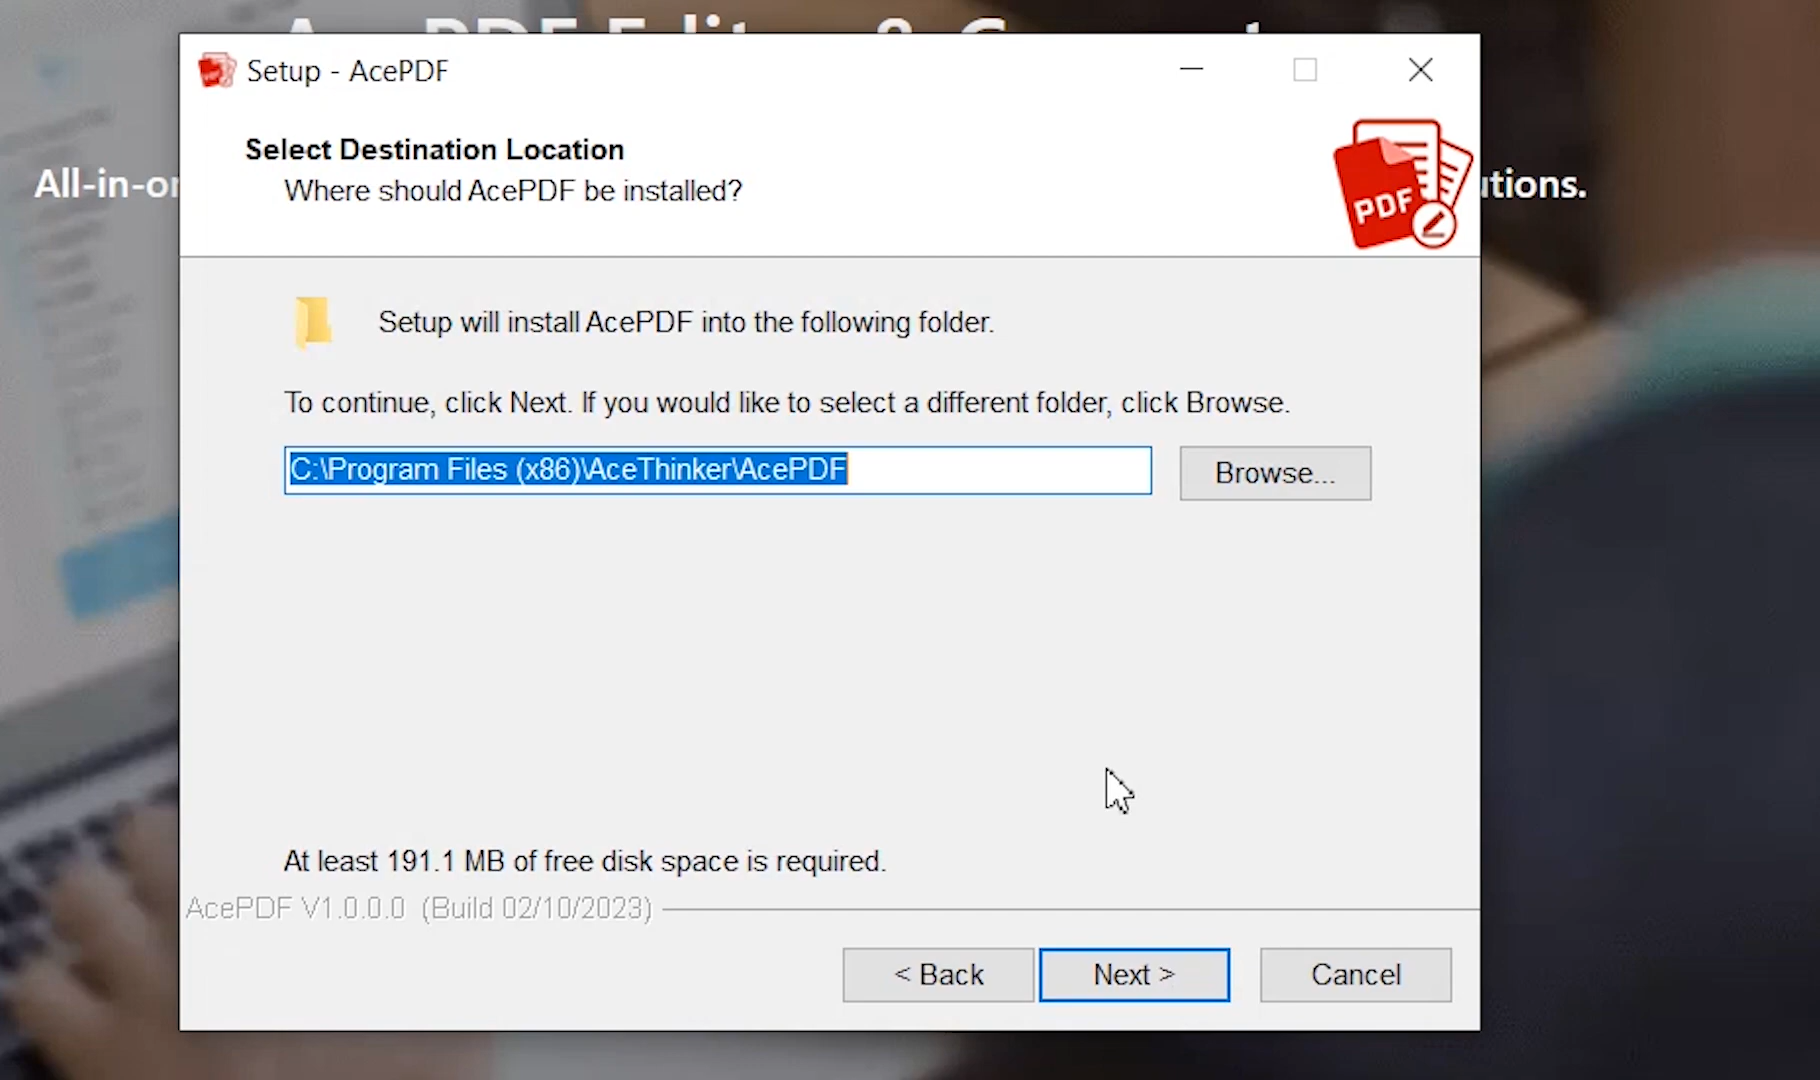 Setup - AcePDF
Select Destination Location
Where should AcePDF be installed?
PDF
All-in-
utions.
Setup will install AcePDF into the following folder.
To continue, click Next. If you would like to select a different folder, click Browse.
C:\Program Files (x86)\AceThinker\AcePDF
Browse...
At least 191.1 MB of free disk space is required.
AcePDF V1.0.0.0 (Build 02/10/2023)
< Back
Next >
Cancel